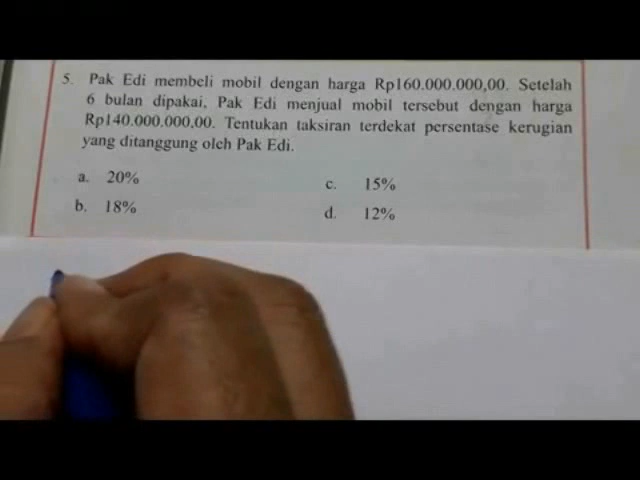 5. Pak Edi membeli mobil dengan harga Rp160.000.000,00. Setelah
6 bulan dipakai, Pak Edi menjual mobil tersebut dengan harga
Rp140.000.000,00. Tentukan taksiran terdekat persentase kerugian
yang ditanggung oleh Pak Edi.
a. 20%
b. 18%
c. 15%
d. 12%